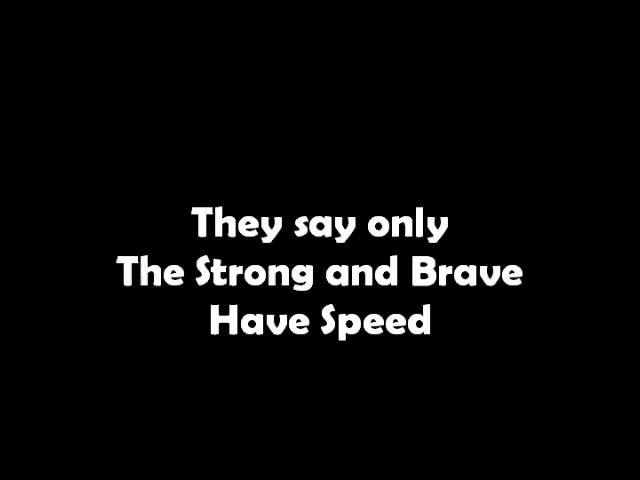 They say only
The Strong and Brave
Have Speed